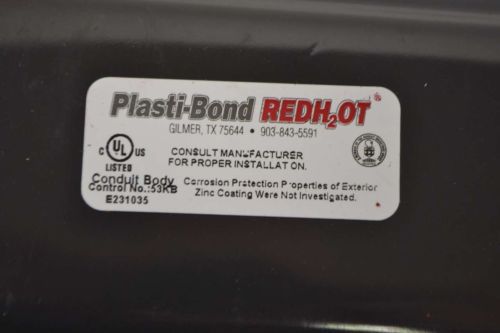 Plasti-Bond REDH2OT®
GILMER, TX 75644 • 903-843-5591
CONSULT MANUFACTURER
FOR PROPER INSTALLATION.
C UL US
LISTED
Conduit Body
Control No.:53KB
E231035
Corrosion Protection Properties of Exterior
Zinc Coating Were Not Investigated.